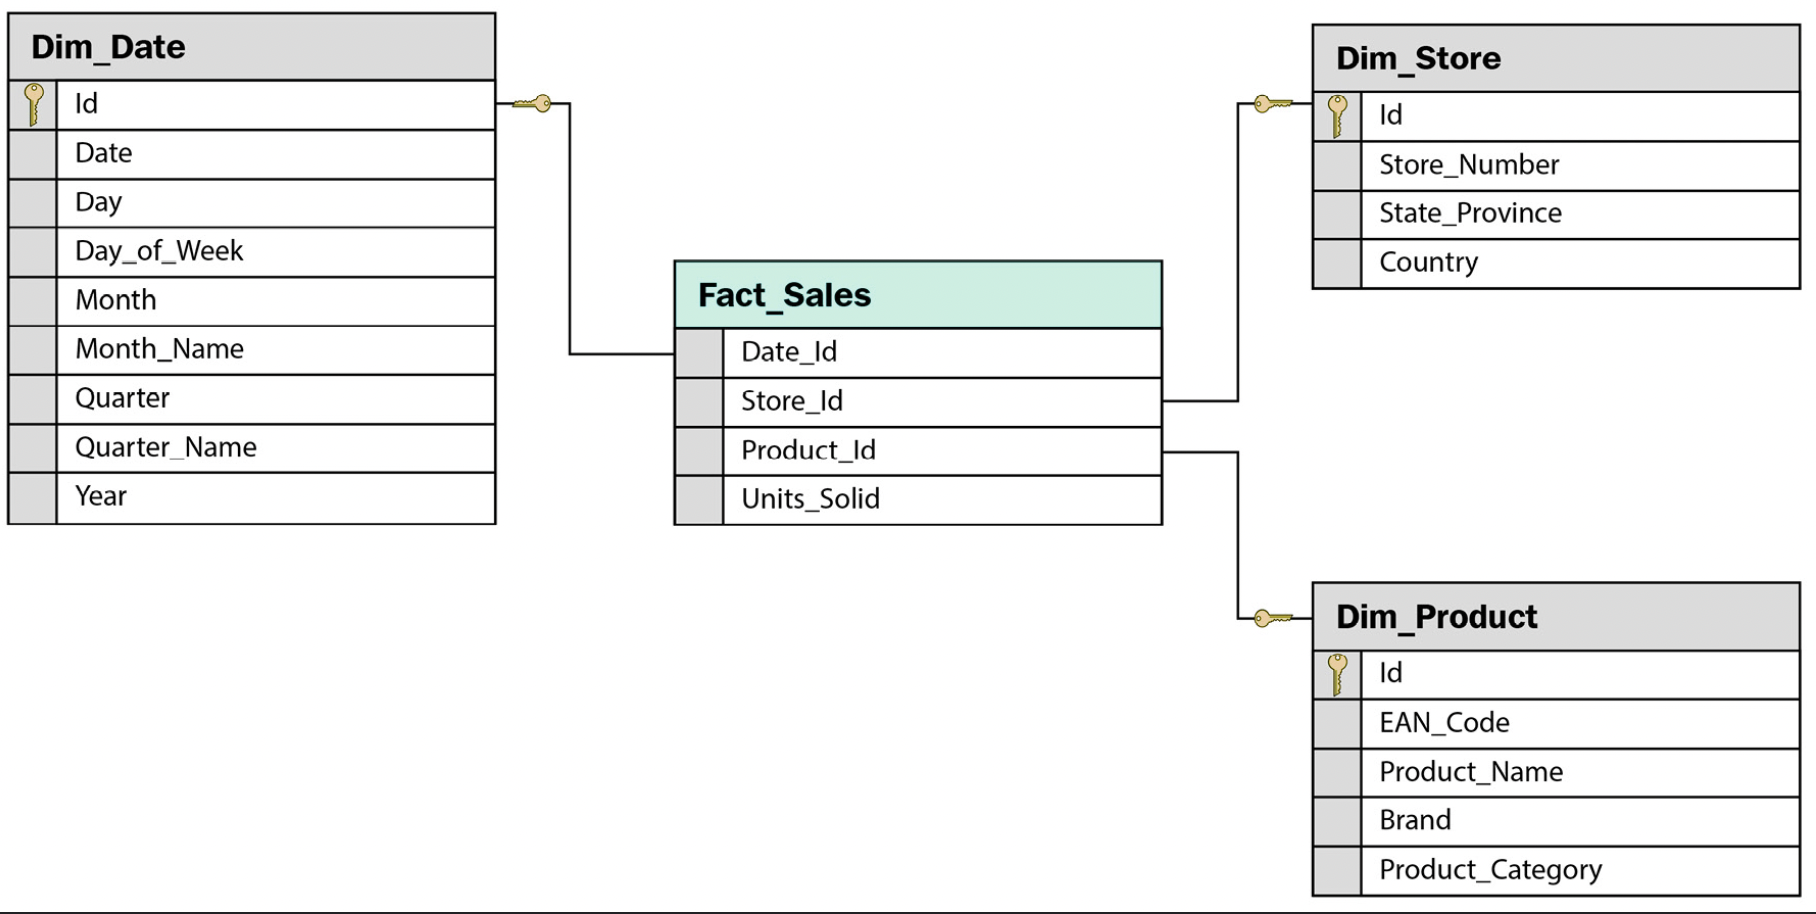 Dim_Date
Id
Date
Day
Day_of_Week
Month
Month_Name
Quarter
Quarter_Name
Year
Fact_Sales
Date_Id
Store_Id
Product_Id
Units_Solid
Dim_Store
Id
Store_Number
State_Province
Country
Dim_Product
Id
EAN_Code
Product_Name
Brand
Product_Category